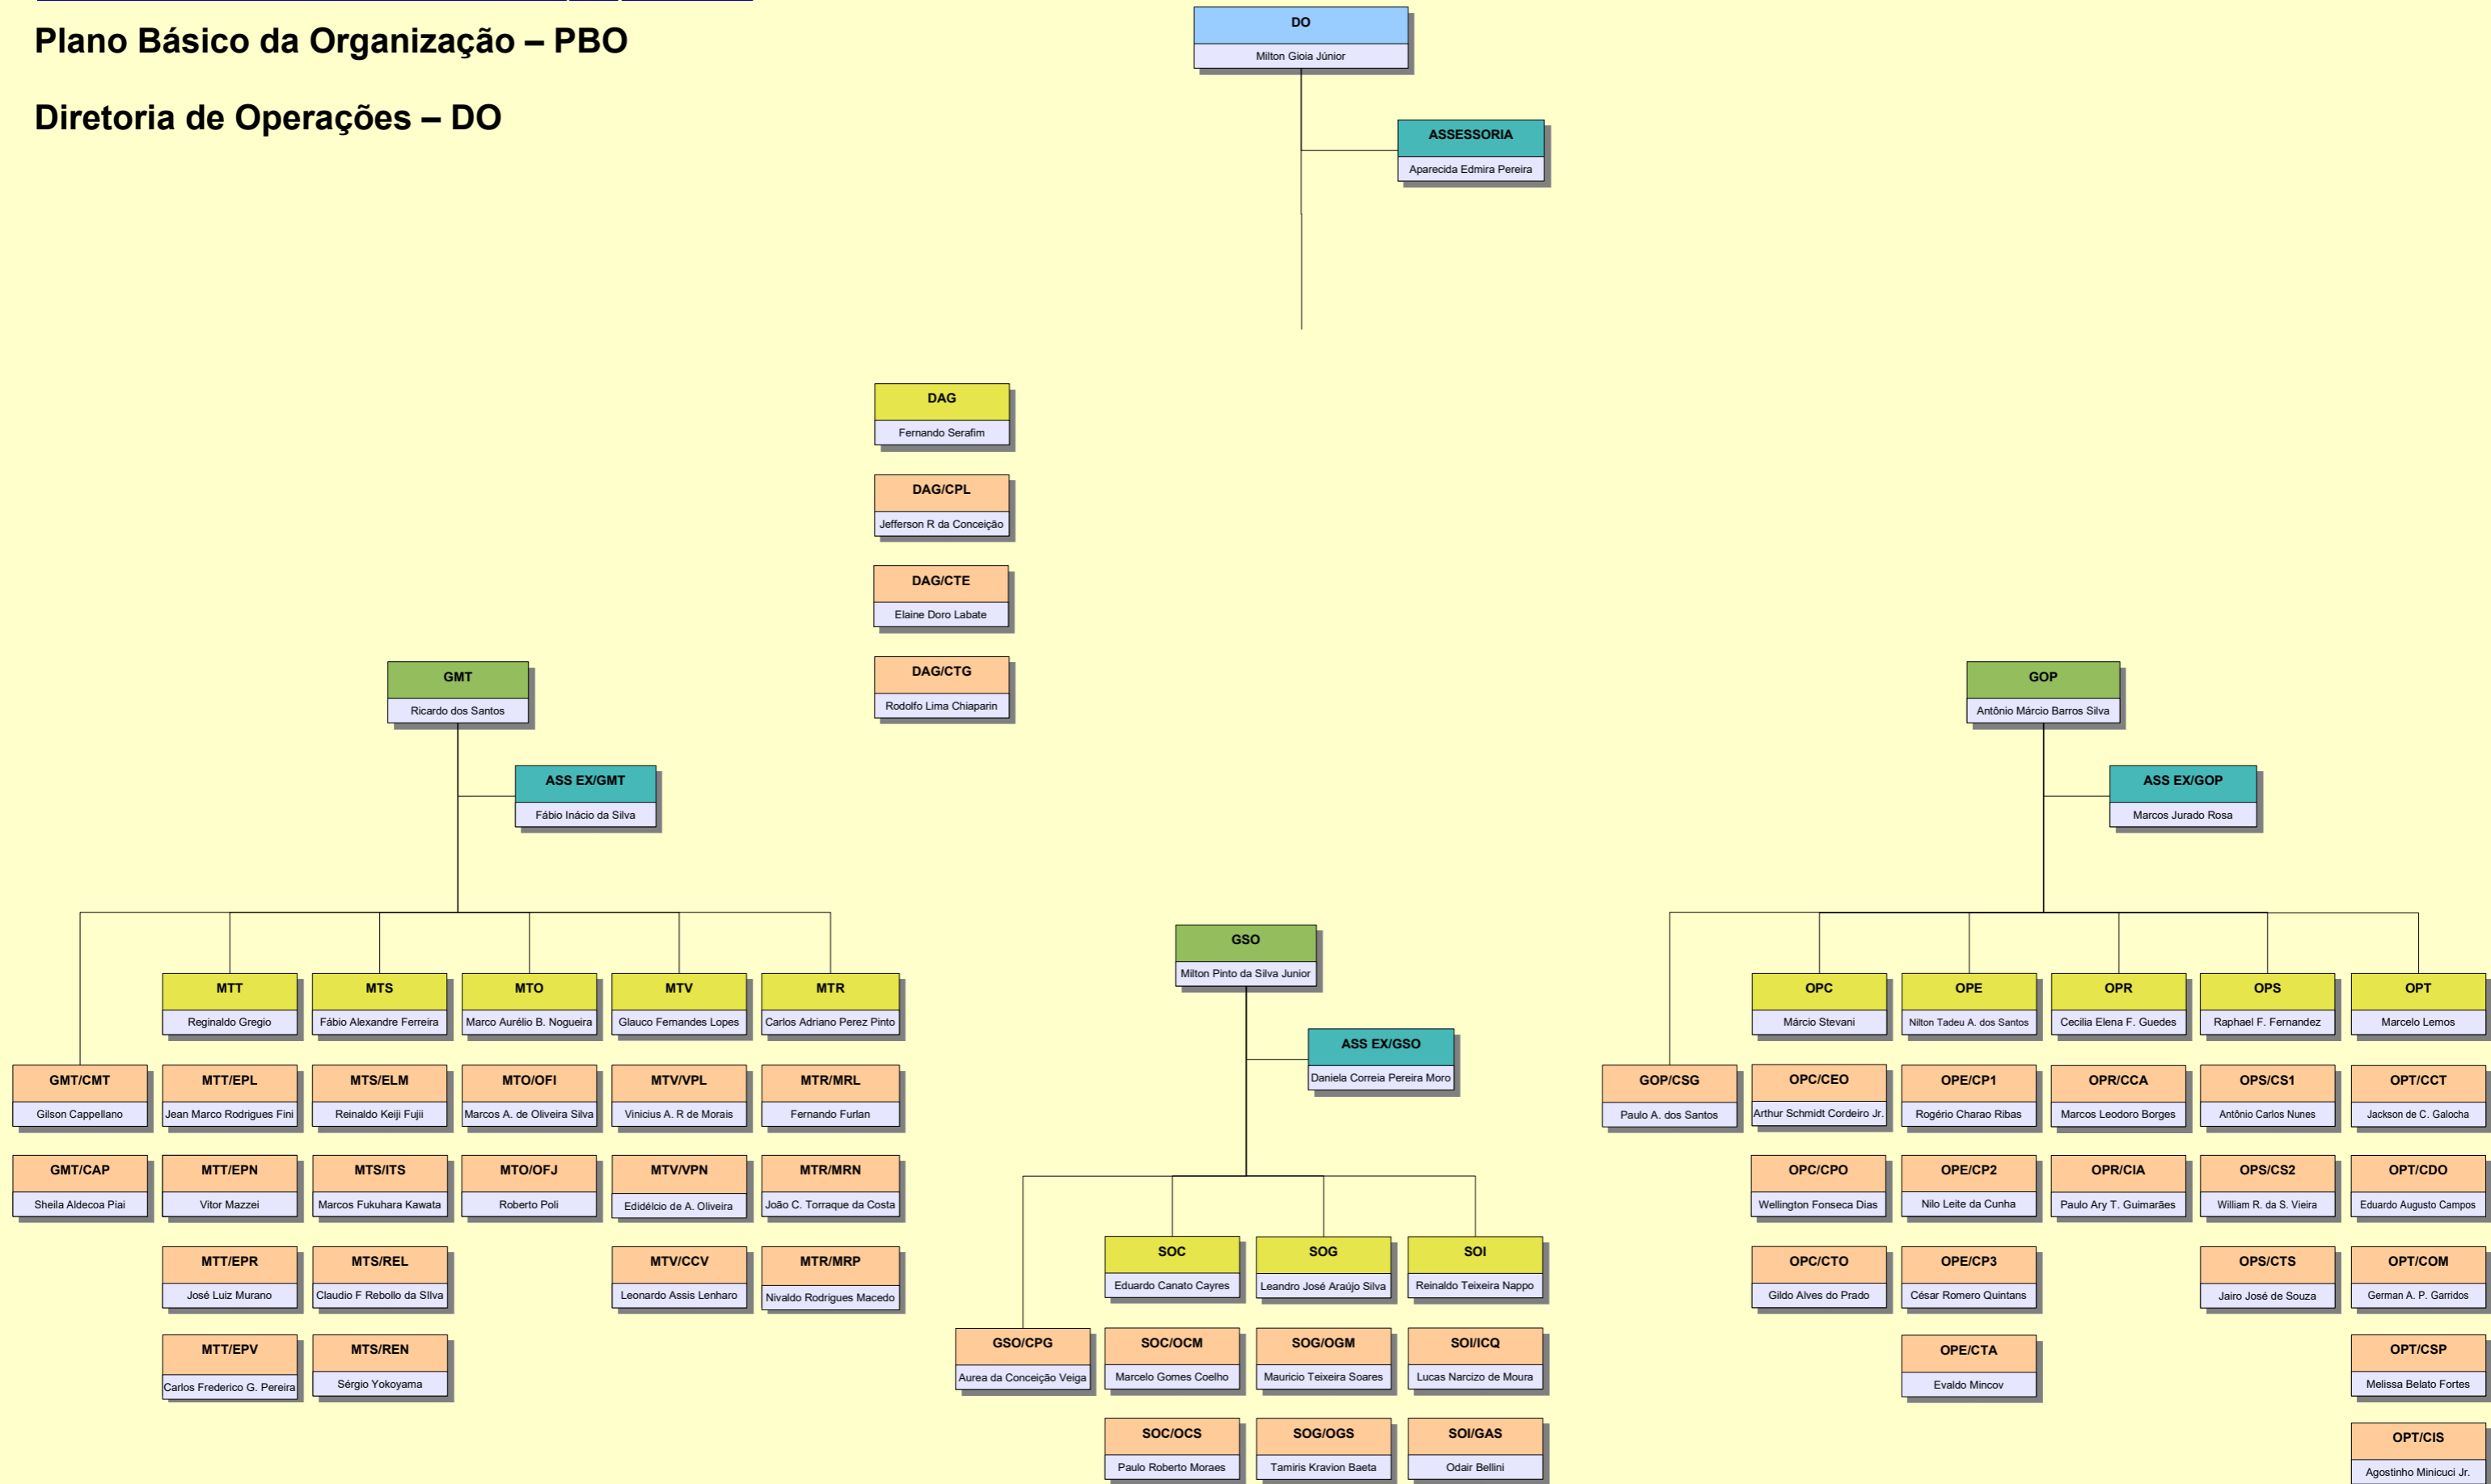 Plano Básico da Organização – PBO
Diretoria de Operações – DO
DO
Milton Gioia Júnior
ASSESSORIA
Aparecida Edmira Pereira
DAG
Fernando Serafim
DAG/CPL
Jefferson R da Conceição
DAG/CTE
Elaine Doro Labate
DAG/CTG
Rodolfo Lima Chiaparin
GMT
Ricardo dos Santos
ASS EX/GMT
Fábio Inácio da Silva
GMT/CMT
Gilson Cappellano
GMT/CAP
Sheila Aldecoa Piai
MTT
Reginaldo Gregio
MTT/EPL
Jean Marco Rodrigues Fini
MTT/EPN
Vitor Mazzei
MTT/EPR
José Luiz Murano
MTT/EPV
Carlos Frederico G. Pereira
MTS
Fábio Alexandre Ferreira
MTS/ELM
Reinaldo Keiji Fujii
MTS/ITS
Marcos Fukuhara Kawata
MTS/REL
Claudio F Rebollo da SIlva
MTS/REN
Sérgio Yokoyama
MTO
Marco Aurélio B. Nogueira
MTO/OFI
Marcos A. de Oliveira Silva
MTO/OFJ
Roberto Poli
MTV
Glauco Fernandes Lopes
MTV/VPL
Vinicius A. R de Morais
MTV/VPN
Edidélcio de A. Oliveira
MTV/CCV
Leonardo Assis Lenharo
MTR
Carlos Adriano Perez Pinto
MTR/MRL
Fernando Furlan
MTR/MRN
João C. Torraque da Costa
MTR/MRP
Nivaldo Rodrigues Macedo
GSO
Milton Pinto da Silva Junior
ASS EX/GSO
Daniela Correia Pereira Moro
GSO/CPG
Aurea da Conceição Veiga
SOC
Eduardo Canato Cayres
SOC/OCM
Marcelo Gomes Coelho
SOC/OCS
Paulo Roberto Moraes
SOG
Leandro José Araújo Silva
SOG/OGM
Mauricio Teixeira Soares
SOG/OGS
Tamiris Kravion Baeta
SOI
Reinaldo Teixeira Nappo
SOI/ICQ
Lucas Narcizo de Moura
SOI/GAS
Odair Bellini
GOP
Antônio Márcio Barros Silva
ASS EX/GOP
Marcos Jurado Rosa
GOP/CSG
Paulo A. dos Santos
OPC
Márcio Stevani
OPC/CEO
Arthur Schmidt Cordeiro Jr.
OPC/CPO
Wellington Fonseca Dias
OPC/CTO
Gildo Alves do Prado
OPE
Nilton Tadeu A. dos Santos
OPE/CP1
Rogério Charao Ribas
OPE/CP2
Nilo Leite da Cunha
OPE/CP3
César Romero Quintans
OPE/CTA
Evaldo Mincov
OPR
Cecilia Elena F. Guedes
OPR/CCA
Marcos Leodoro Borges
OPR/CIA
Paulo Ary T. Guimarães
OPS
Raphael F. Fernandez
OPS/CS1
Antônio Carlos Nunes
OPS/CS2
William R. da S. Vieira
OPS/CTS
Jairo José de Souza
OPT
Marcelo Lemos
OPT/CCT
Jackson de C. Galocha
OPT/CDO
Eduardo Augusto Campos
OPT/COM
German A. P. Garridos
OPT/CSP
Melissa Belato Fortes
OPT/CIS
Agostinho Minicuci Jr.